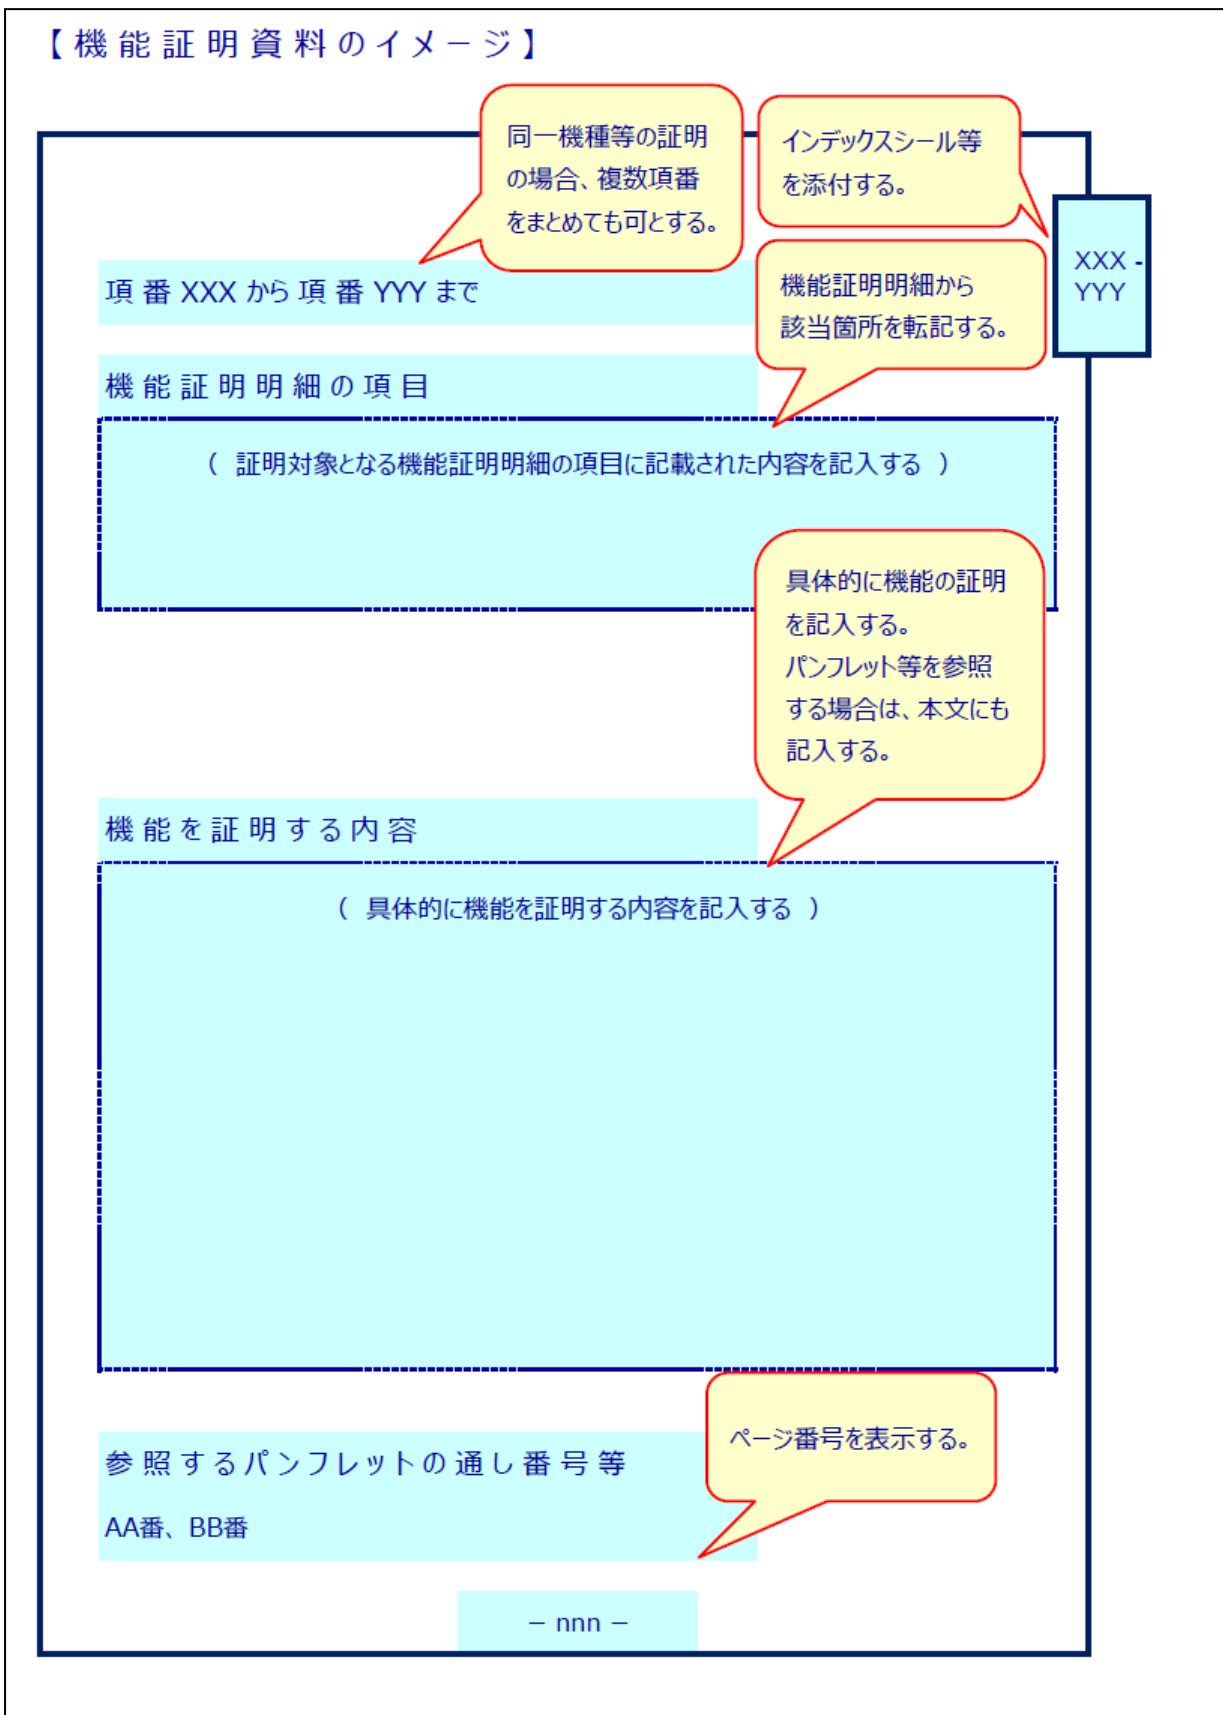 【機能証明資料のイメージ】
同一機種等の証明
の場合、複数項番
をまとめても可とする。
インデックスシール等
を添付する。
XXX -
YYY
項番 XXX から 項番 YYY まで
機能証明明細から
該当箇所を転記する。
機能証明明細の項目
（ 証明対象となる機能証明明細の項目に記載された内容を記入する ）
具体的に機能の証明
を記入する。
パンフレット等を参照
する場合は、本文にも
記入する。
機能を証明する内容
（ 具体的に機能を証明する内容を記入する ）
ページ番号を表示する。
参照するパンフレットの通し番号等
AA番、BB番
－ nnn －